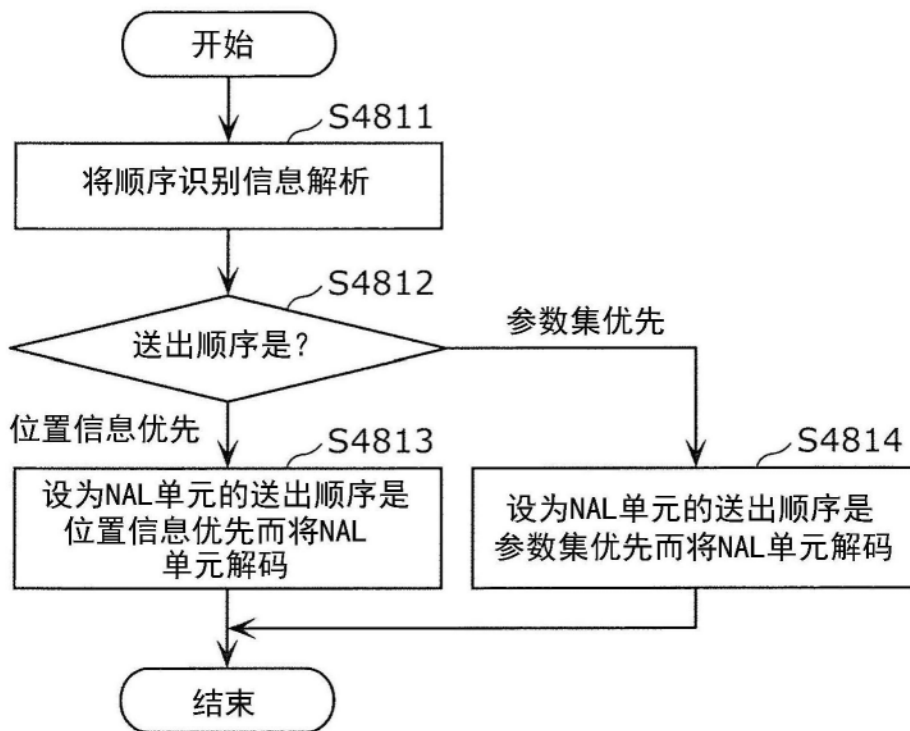 开始
S4811
将顺序识别信息解析
S4812
送出顺序是?
参数集优先
位置信息优先
S4813
设为NAL单元的送出顺序是
位置信息优先而将NAL
单元解码
S4814
设为NAL单元的送出顺序是
参数集优先而将NAL单元解码
结束